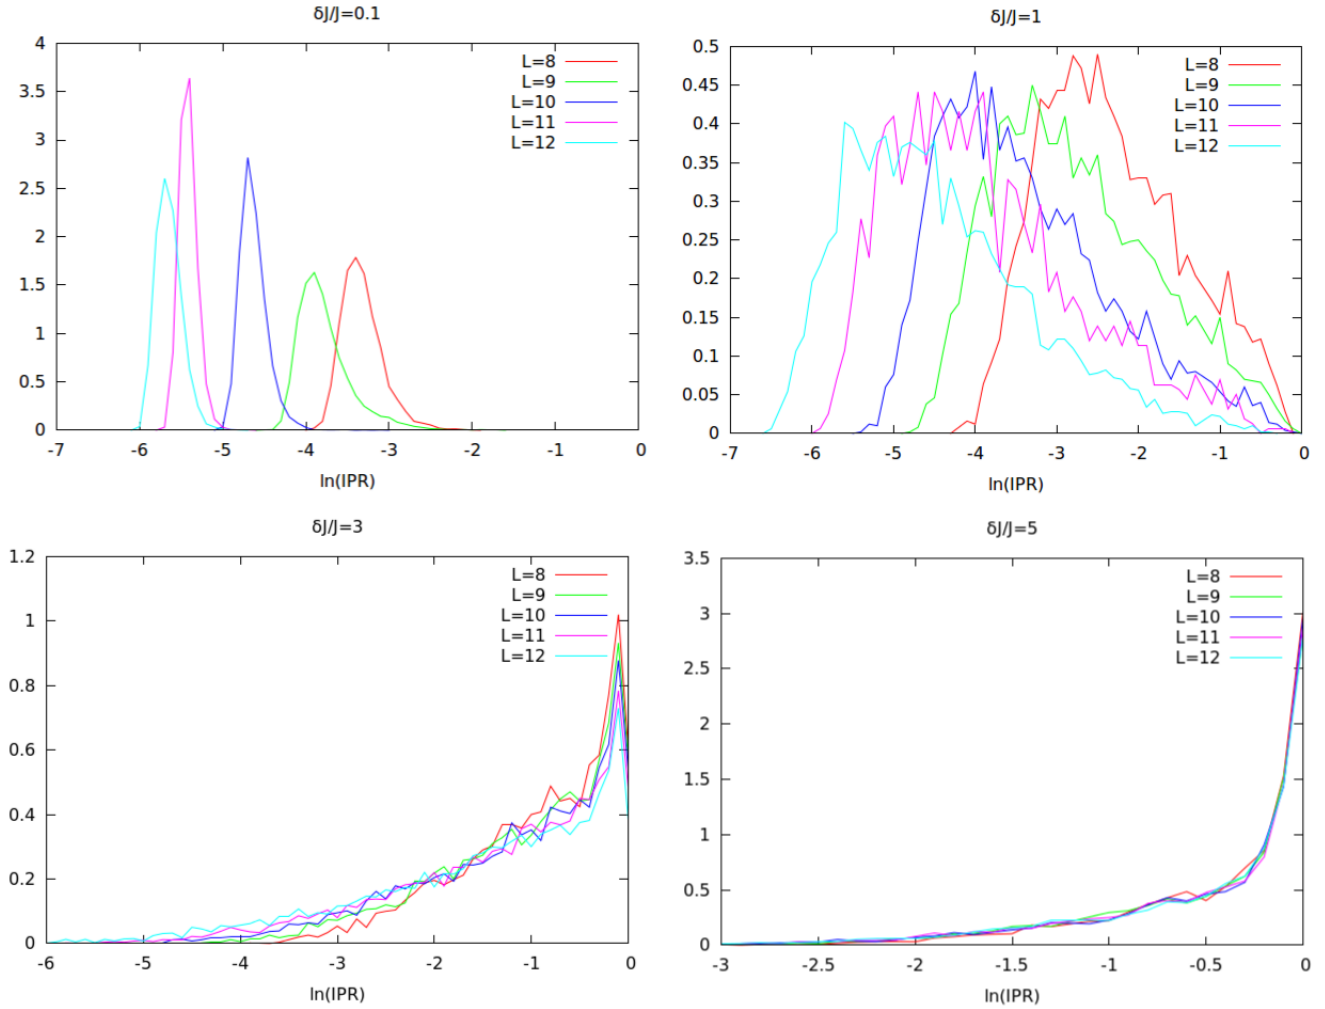 δJ/J=0.1
4
3.5
3
2.5
2
1.5
1
0.5
0
-7 -6 -5 -4 -3 -2 -1 0
ln(IPR)
L=8
L=9
L=10
L=11
L=12
δJ/J=1
0.5
0.45
0.4
0.35
0.3
0.25
0.2
0.15
0.1
0.05
0
-7 -6 -5 -4 -3 -2 -1 0
ln(IPR)
L=8
L=9
L=10
L=11
L=12
δJ/J=3
1.2
1
0.8
0.6
0.4
0.2
0
-6 -5 -4 -3 -2 -1 0
ln(IPR)
L=8
L=9
L=10
L=11
L=12
δJ/J=5
3.5
3
2.5
2
1.5
1
0.5
0
-3 -2.5 -2 -1.5 -1 -0.5 0
ln(IPR)
L=8
L=9
L=10
L=11
L=12